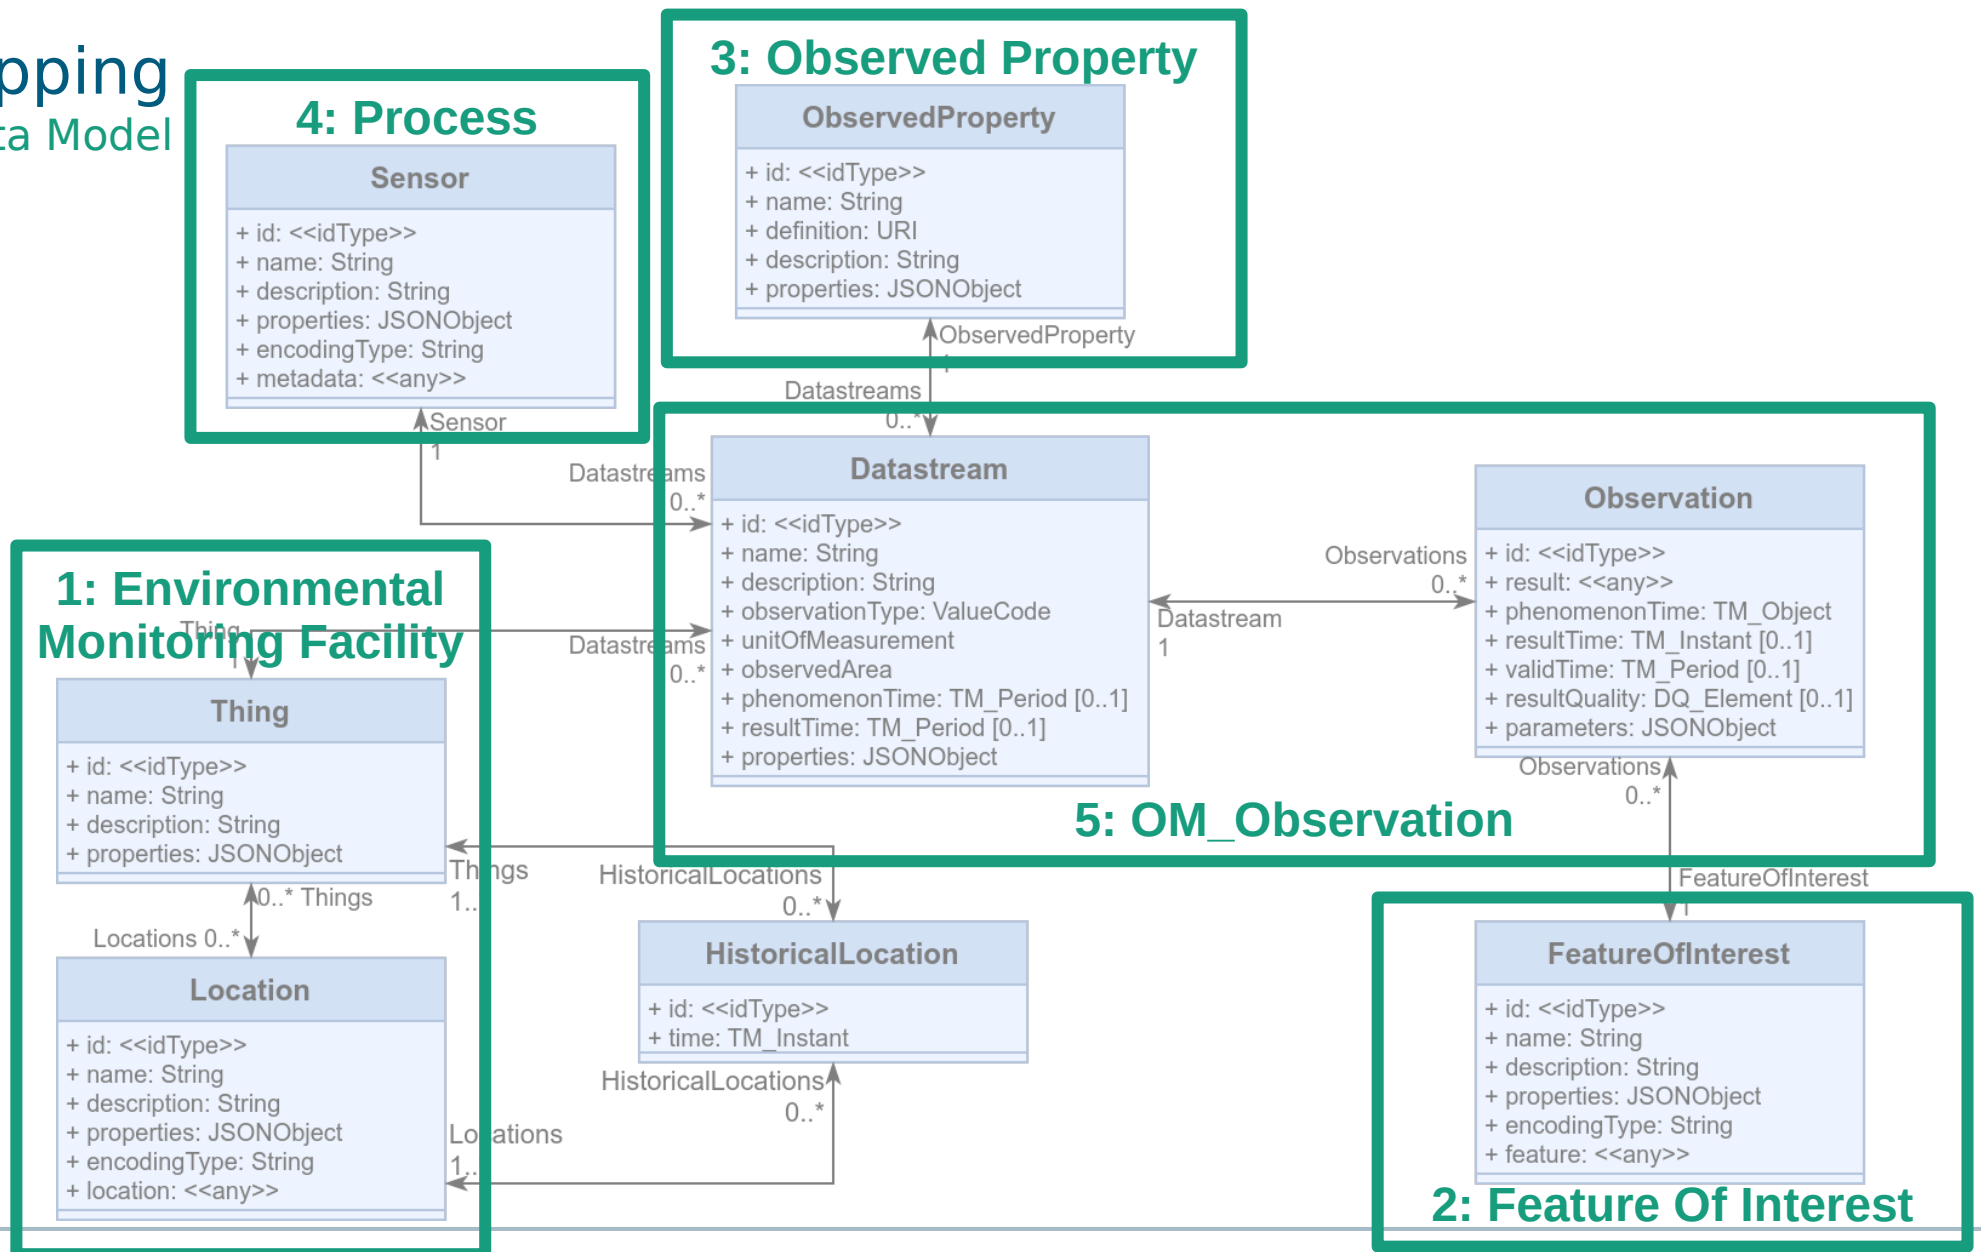 pping
ta Model
4: Process
Sensor
+ id: <<idType>>
+ name: String
+ description: String
+ properties: JSONObject
+ encodingType: String
+ metadata: <<any>>
Sensor
1
3: Observed Property
ObservedProperty
+ id: <<idType>>
+ name: String
+ definition: URI
+ description: String
+ properties: JSONObject
ObservedProperty
Datastreams
0..*
Datastreams
0..*
Datastream
+ id: <<idType>>
+ name: String
+ description: String
+ observationType: ValueCode
+ unitOfMeasurement
+ observedArea
+ phenomenonTime: TM_Period [0..1]
+ resultTime: TM_Period [0..1]
+ properties: JSONObject
Datastreams
0..*
Observations
0..*
Datastream
1
Observation
+ id: <<idType>>
+ result: <<any>>
+ phenomenonTime: TM_Object
+ resultTime: TM_Instant [0..1]
+ validTime: TM_Period [0..1]
+ resultQuality: DQ_Element [0..1]
+ parameters: JSONObject
Observations
0..*
5: OM_Observation
1: Environmental
Monitoring Facility
Thing
Thing
+ id: <<idType>>
+ name: String
+ description: String
+ properties: JSONObject
Things
1..
0..* Things
Locations 0..*
Location
+ id: <<idType>>
+ name: String
+ description: String
+ properties: JSONObject
+ encodingType: String
+ location: <<any>>
Locations
1..
HistoricalLocations
0..*
HistoricalLocation
+ id: <<idType>>
+ time: TM_Instant
HistoricalLocations
0..*
FeatureOfInterest
1
FeatureOfInterest
+ id: <<idType>>
+ name: String
+ description: String
+ properties: JSONObject
+ encodingType: String
+ feature: <<any>>
2: Feature Of Interest